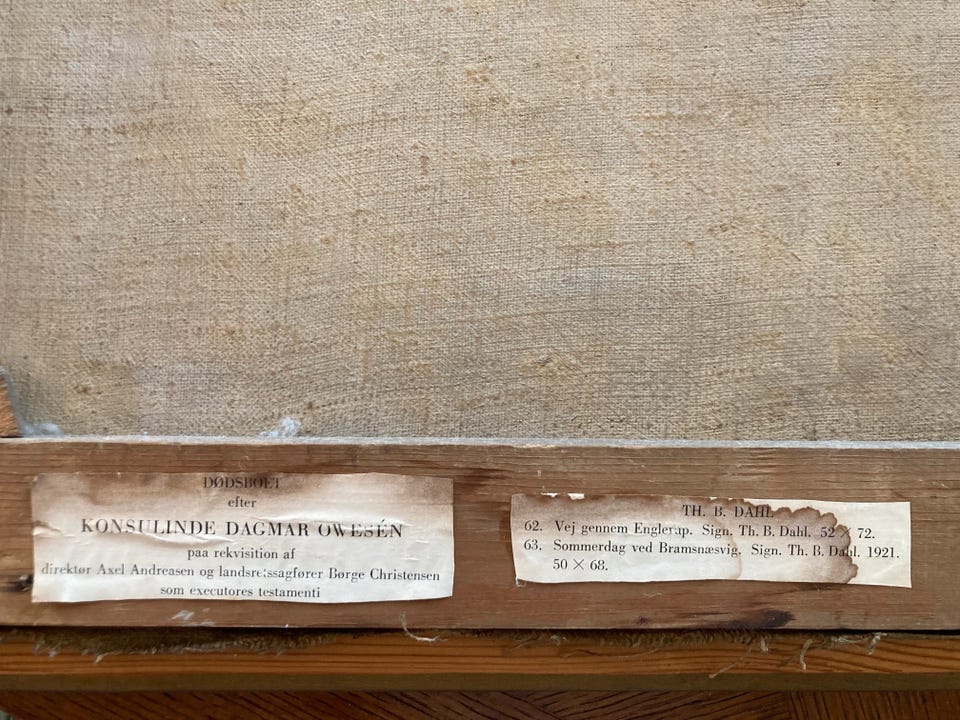 DØDSBOET
efter
KONSULINDE DAGMAR OWESÉN
paa rekvisition af
direktør Axel Andreasen og landsretssagfører Børge Christensen
som executores testamenti
TH. B. DAHL
62. Vej gennem Englerup. Sign. Th. B. Dahl. 52 × 72.
63. Sommerdag ved Bramsnæsvig. Sign. Th. B. Dahl. 1921.
50 × 68.